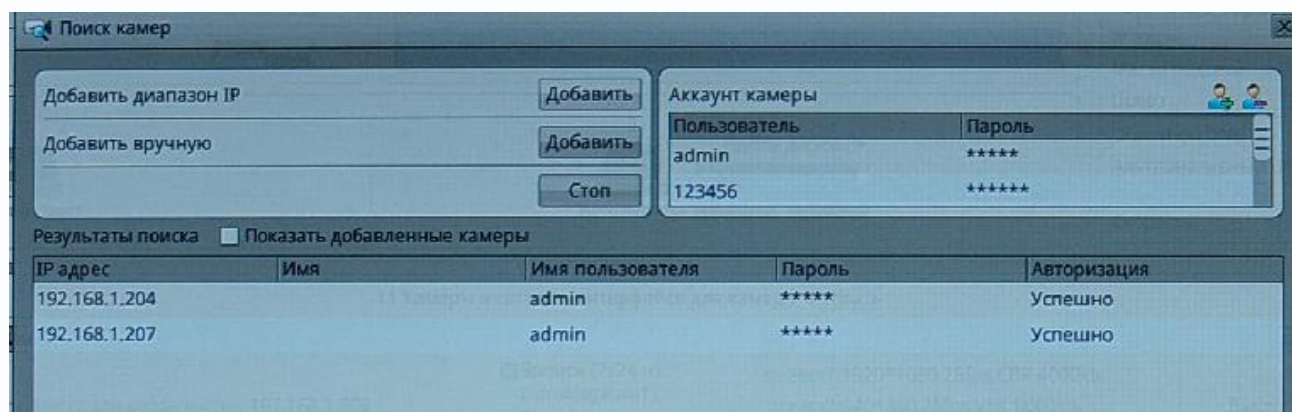 Поиск камер
Добавить диапазон IP Добавить
Добавить вручную Добавить
Стоп
Аккаунт камеры
Пользователь Пароль
admin *****
123456 ******
Результаты поиска Показать добавленные камеры
IP адрес Имя Имя пользователя Пароль Авторизация
192.168.1.204 admin ***** Успешно
192.168.1.207 admin ***** Успешно